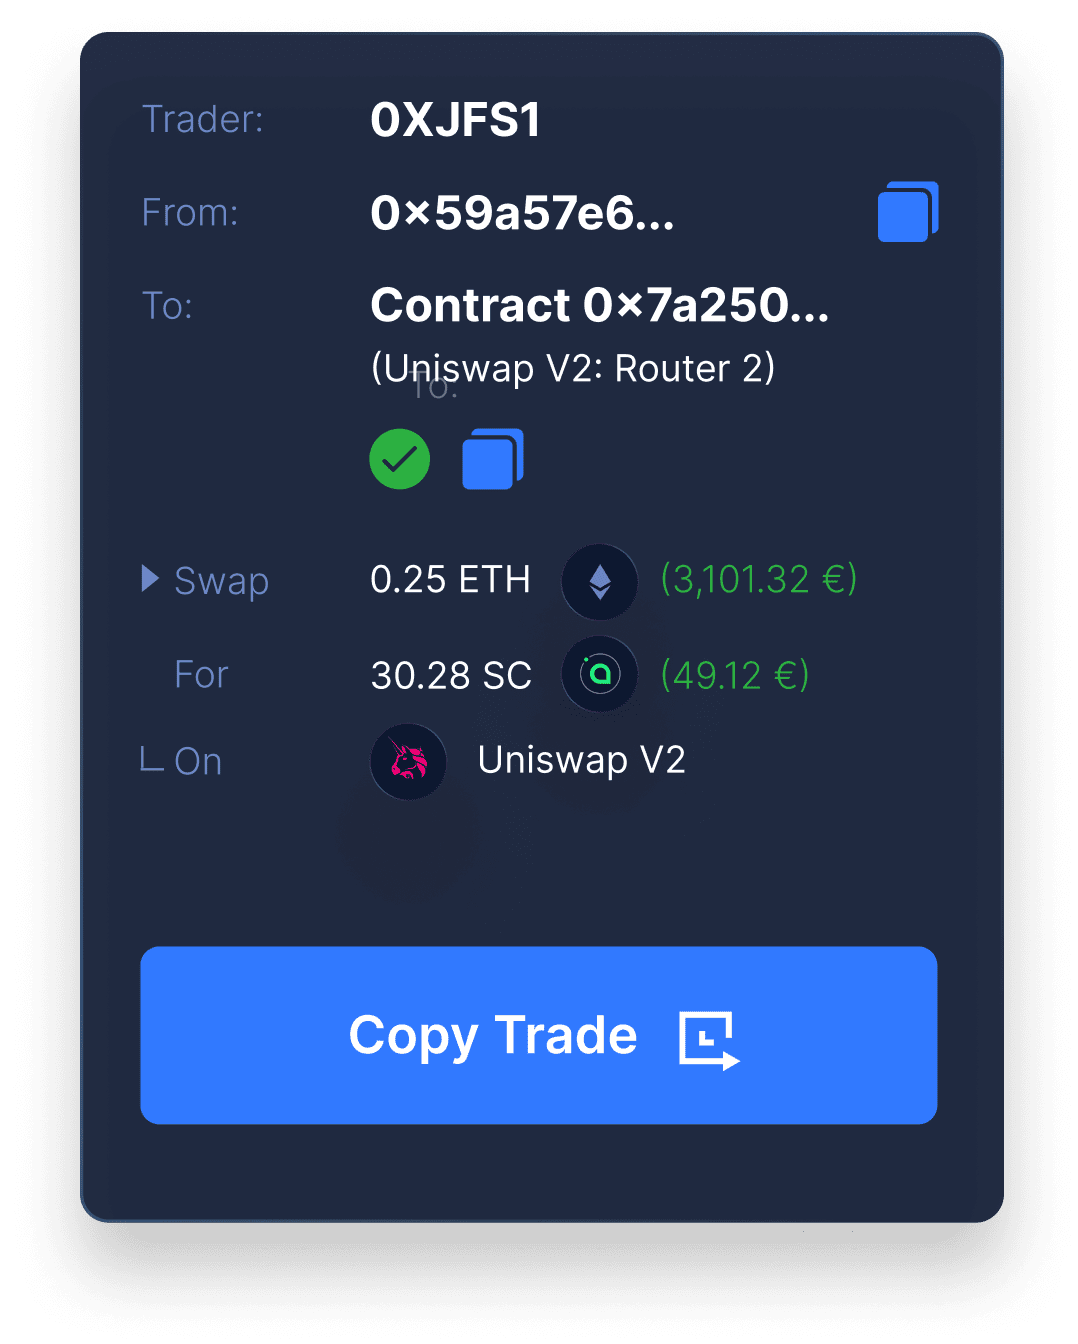 Trader: 0XJFS1
From: 0×59a57e6...
To: Contract 0×7a250...
(Uniswap V2: Router 2)
To:
Swap 0.25 ETH (3,101.32 €)
For 30.28 SC (49.12 €)
On Uniswap V2
Copy Trade